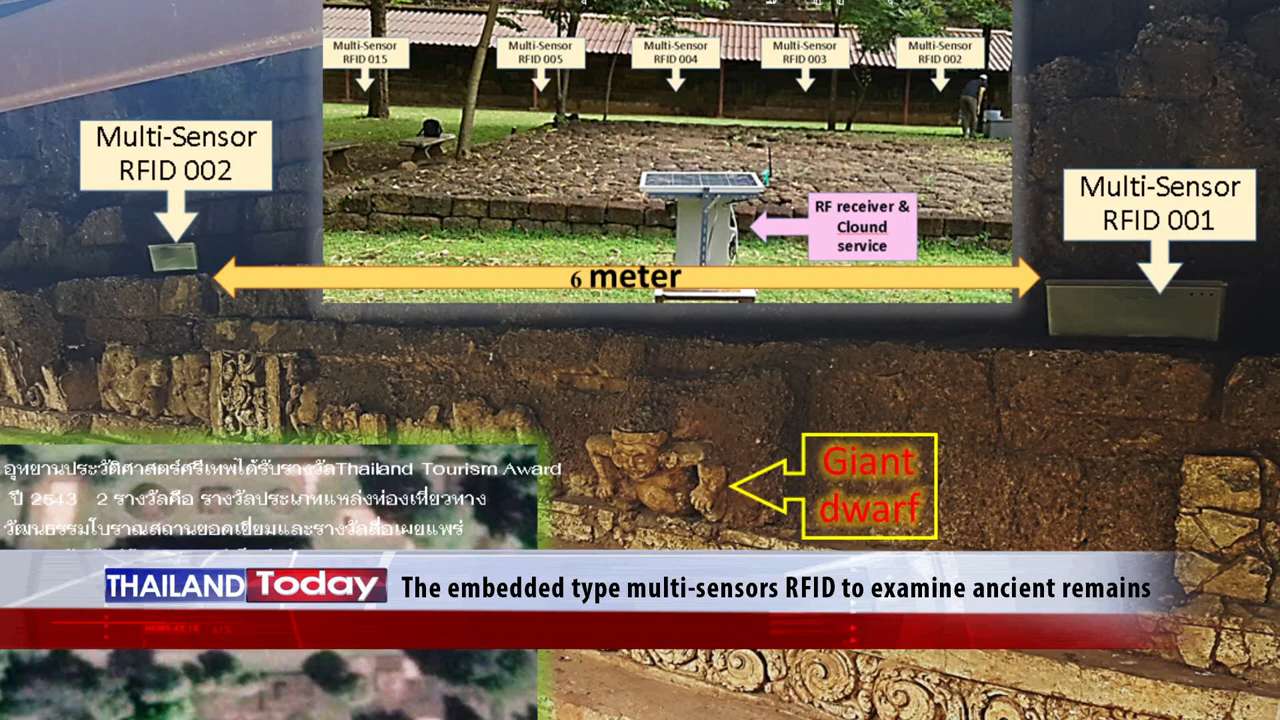 Multi-Sensor
RFID 015
Multi-Sensor
RFID 005
Multi-Sensor
RFID 004
Multi-Sensor
RFID 003
Multi-Sensor
RFID 002
Multi-Sensor
RFID 002
Multi-Sensor
RFID 001
RF receiver &
Clound
service
6 meter
Giant
dwarf
อุทยานประวัติศาสตร์ศรีเทพได้รับรางวัลThailand Tourism Award
ปี 2543 2 รางวัลคือ รางวัลประเภทแหล่งท่องเที่ยวทาง
วัฒนธรรมโบราณสถานยอดเยี่ยมและรางวัลสื่อเผยแพร่
THAILAND Today
The embedded type multi-sensors RFID to examine ancient remains